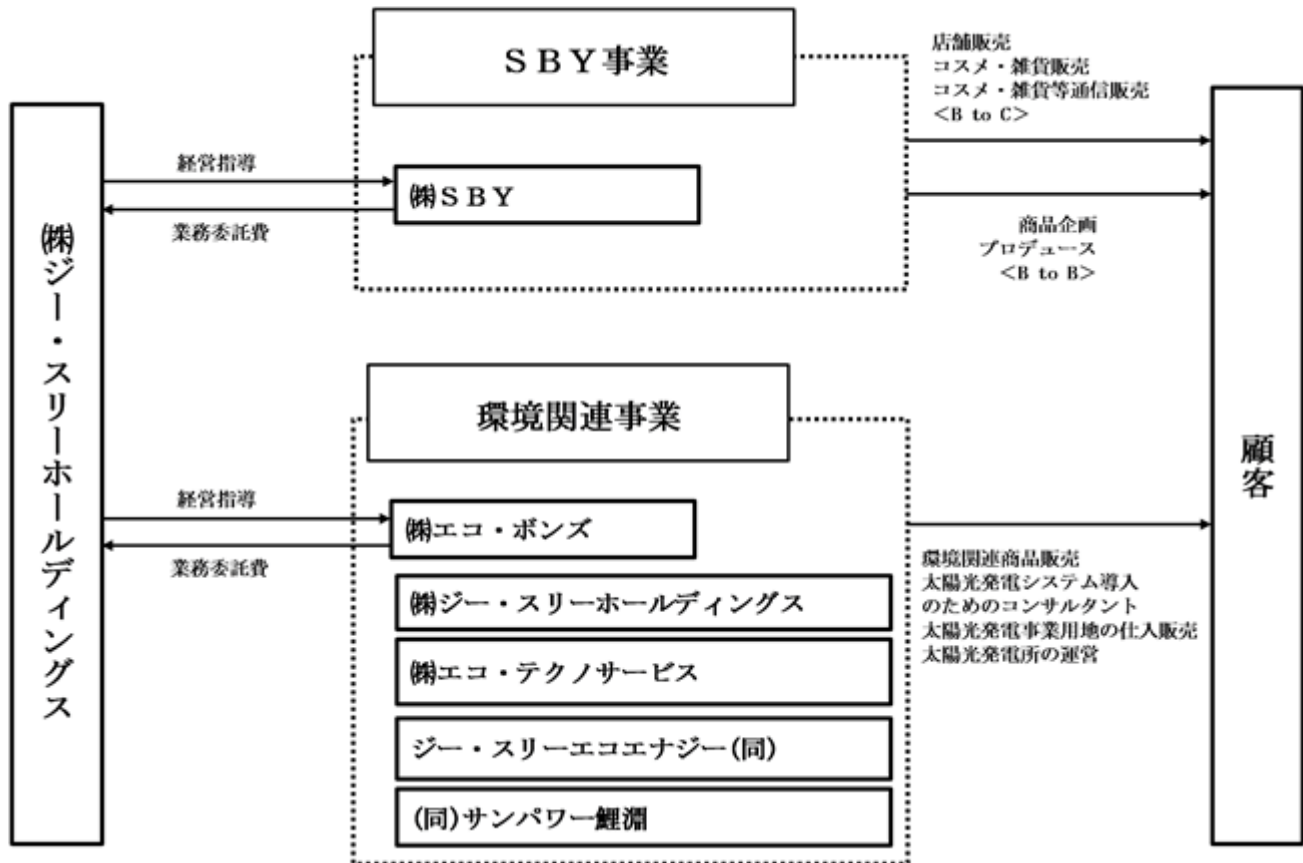 SBY事業
店舗販売
コスメ・雑貨販売
コスメ・雑貨等通信販売
<B to C>
経営指導
㈱SBY
業務委託費
商品企画
プロデュース
<B to B>
㈱ジー・スリーホールディングス
顧客
環境関連事業
経営指導
㈱エコ・ボンズ
業務委託費
㈱ジー・スリーホールディングス
㈱エコ・テクノサービス
ジー・スリーエコエナジー(同)
(同)サンパワー鯉淵
環境関連商品販売
太陽光発電システム導入
のためのコンサルタント
太陽光発電事業用地の仕入販売
太陽光発電所の運営